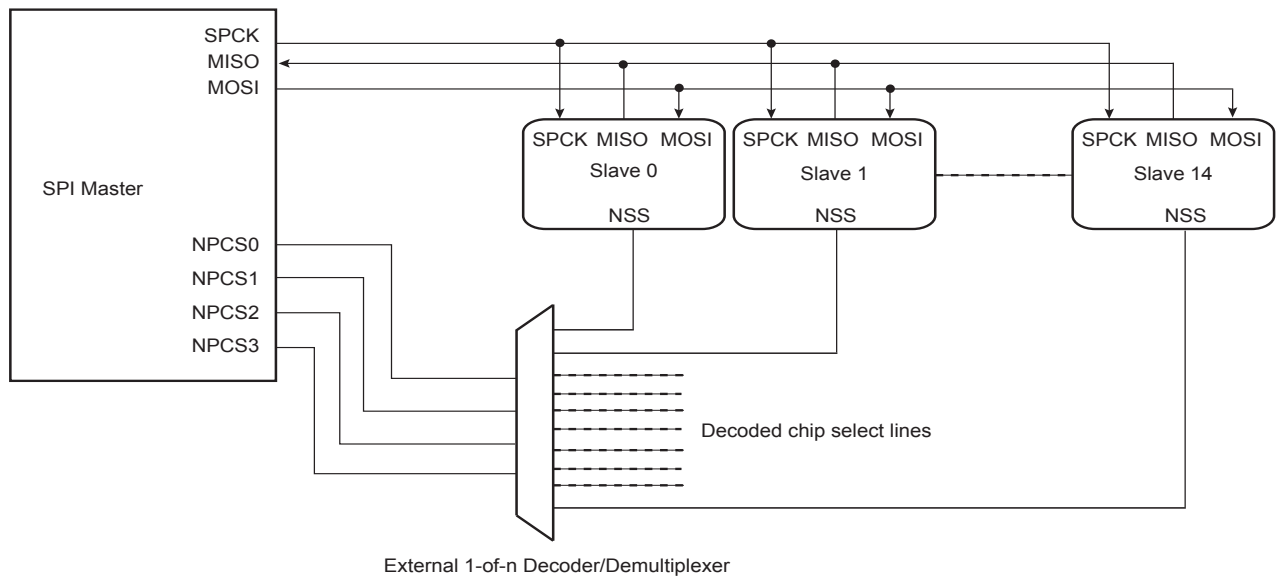 SPCK
MISO
MOSI
SPI Master
NPCS0
NPCS1
NPCS2
NPCS3
SPCK MISO MOSI
Slave 0
NSS
SPCK MISO MOSI
Slave 1
NSS
SPCK MISO MOSI
Slave 14
NSS
Decoded chip select lines
External 1-of-n Decoder/Demultiplexer